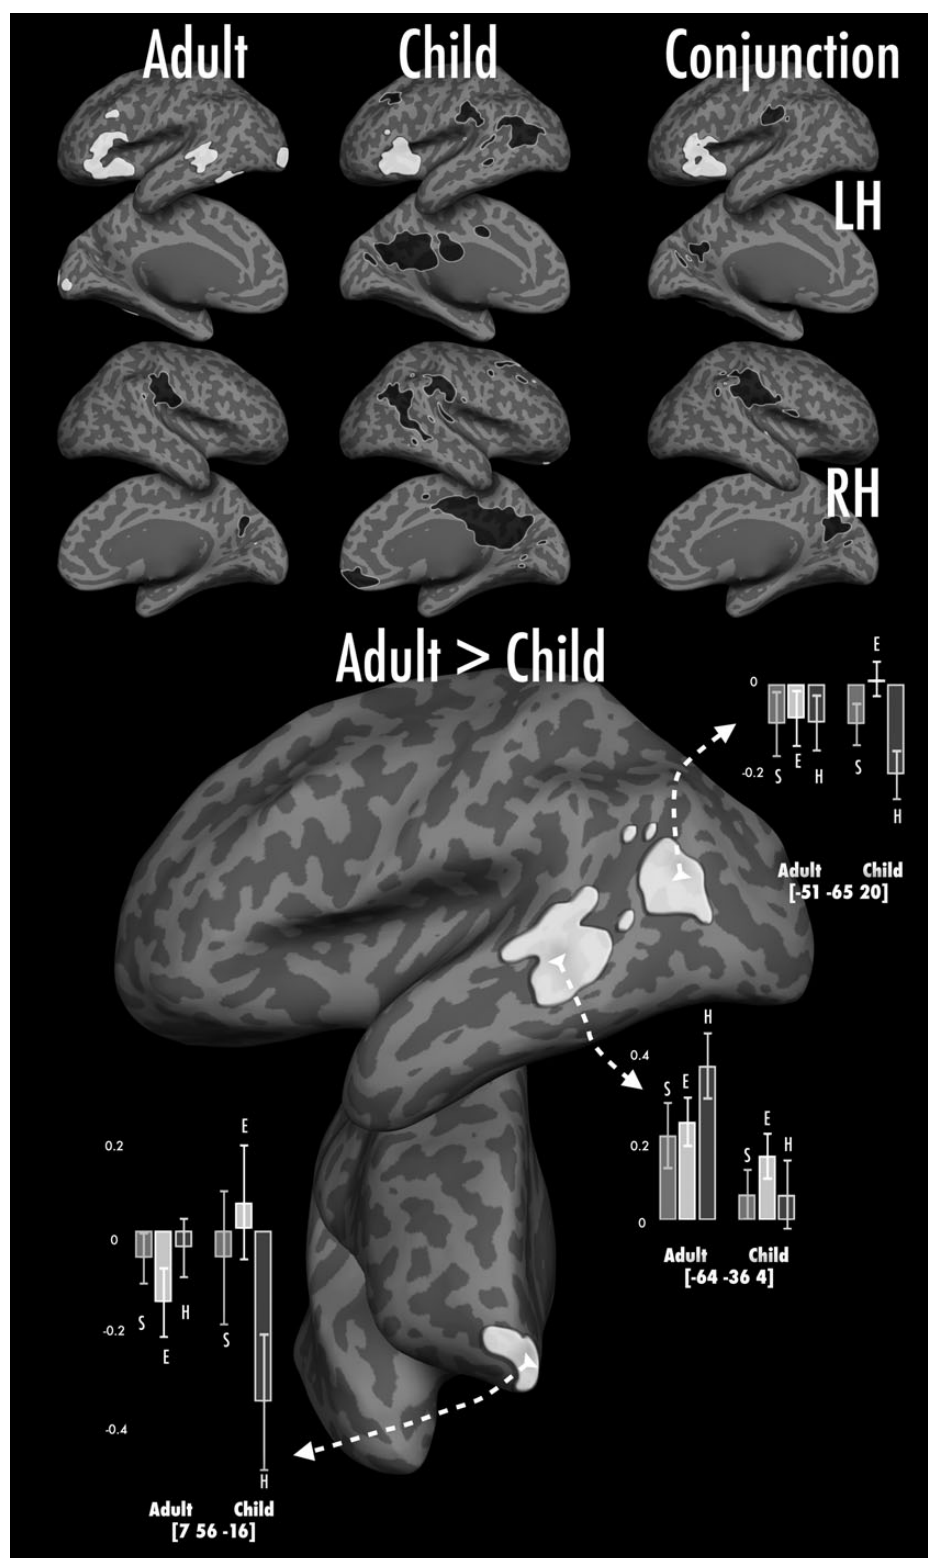 Adult Child Conjunction
LH
RH
Adult > Child
E
0
S E H S
-0.2
H
Adult Child
[-51 -65 20]
H
0.4
S E
E
0.2
S H
0
Adult Child
[-64 -36 4]
E
0.2
0
S H
-0.2
E S
-0.4
H
Adult Child
[7 56 -16]